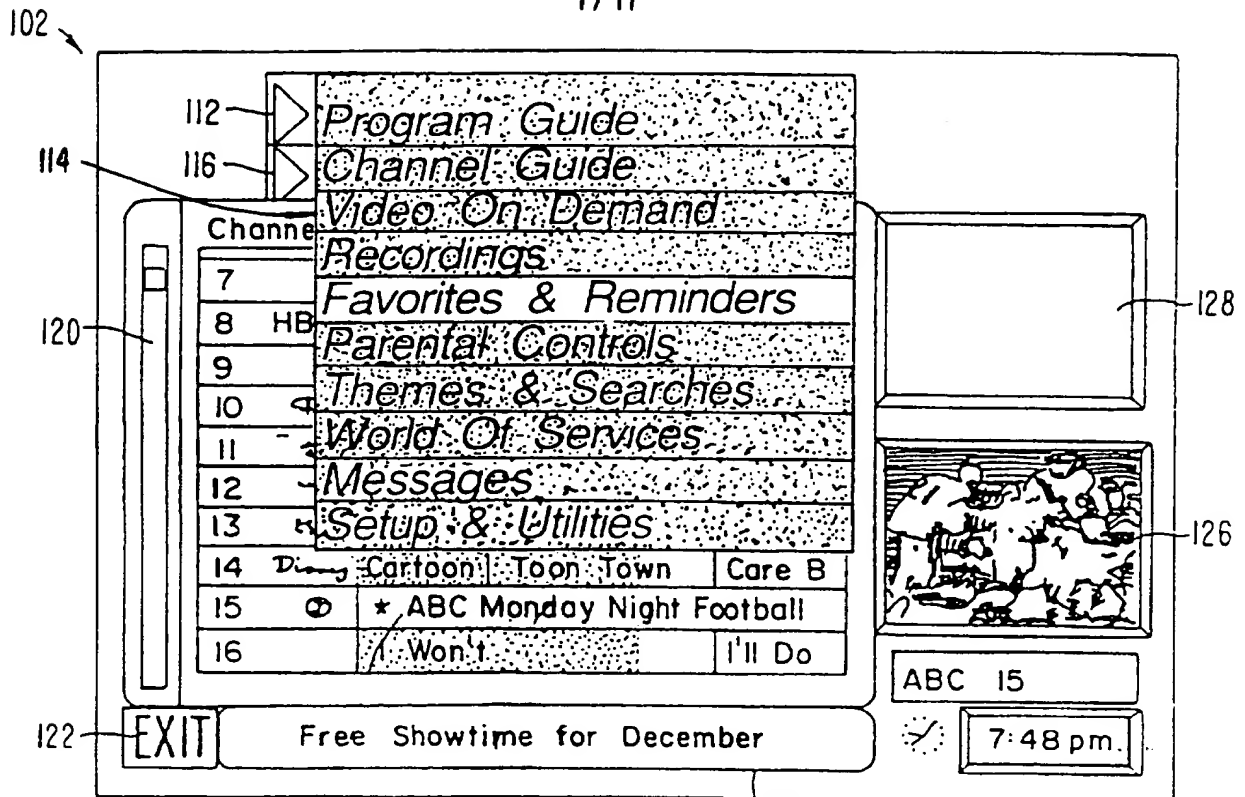 1/17
102
112
Program Guide
116
Channel Guide
114
Video On Demand
Channe
Recordings
7
Favorites & Reminders
128
8 HB
Parental Controls
120
9
Themes & Searches
10
World Of Services
11
Messages
12
Setup & Utilities
13
126
14 Cartoon Toon Town Care B
15 ★ ABC Monday Night Football
16 I Won't I'll Do
ABC 15
122
EXIT
Free Showtime for December
7:48 pm.